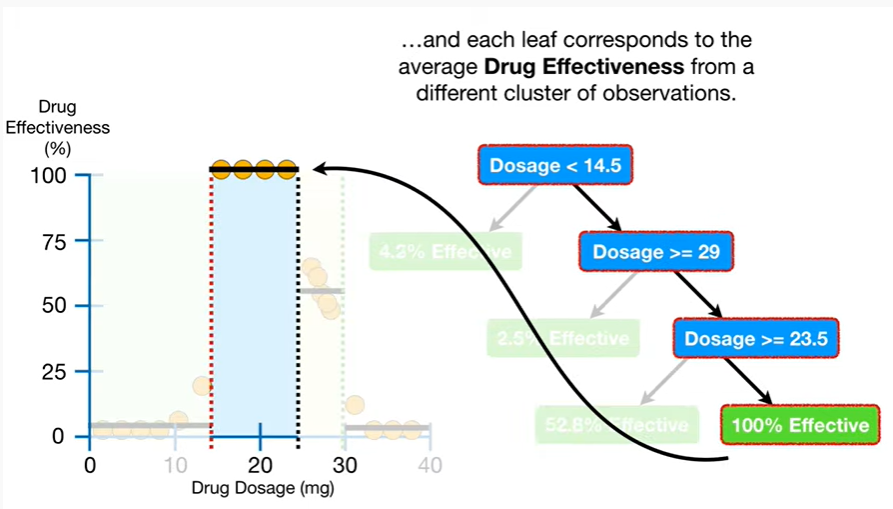 ...and each leaf corresponds to the
average Drug Effectiveness from a
different cluster of observations.
Drug
Effectiveness
(%)
100
75
50
25
0
0
10
20
30
40
Drug Dosage (mg)
Dosage < 14.5
4.2% Effective
Dosage >= 29
2.5% Effective
Dosage >= 23.5
52.8% Effective
100% Effective